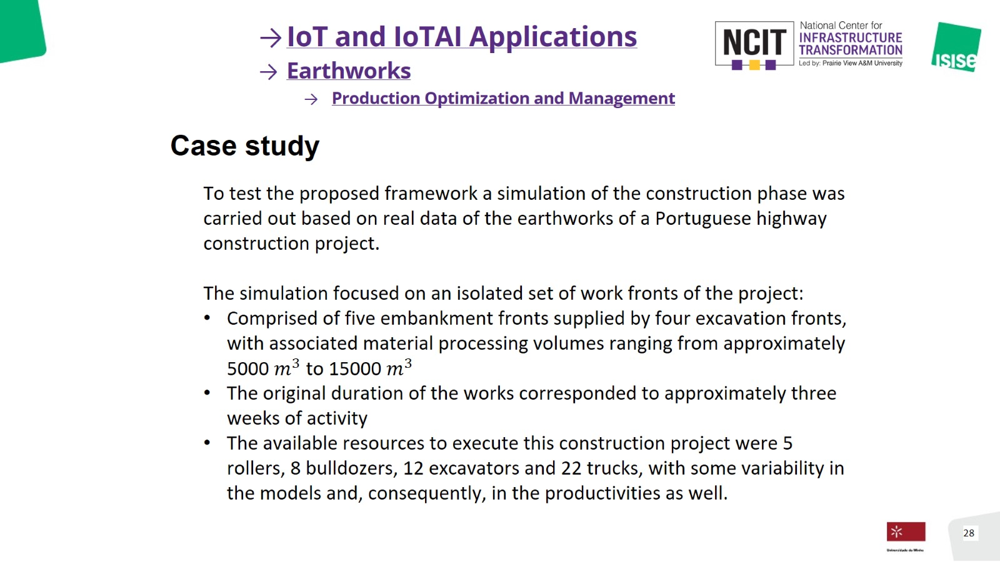 → IoT and IoTAI Applications
→ Earthworks
→ Production Optimization and Management
NCIT
National Center for
INFRASTRUCTURE
TRANSFORMATION
Led by: Prairie View A&M University
ISISE
Case study
To test the proposed framework a simulation of the construction phase was
carried out based on real data of the earthworks of a Portuguese highway
construction project.
The simulation focused on an isolated set of work fronts of the project:
• Comprised of five embankment fronts supplied by four excavation fronts,
with associated material processing volumes ranging from approximately
5000 m³ to 15000 m³
• The original duration of the works corresponded to approximately three
weeks of activity
• The available resources to execute this construction project were 5
rollers, 8 bulldozers, 12 excavators and 22 trucks, with some variability in
the models and, consequently, in the productivities as well.
Universidade do Minho
28